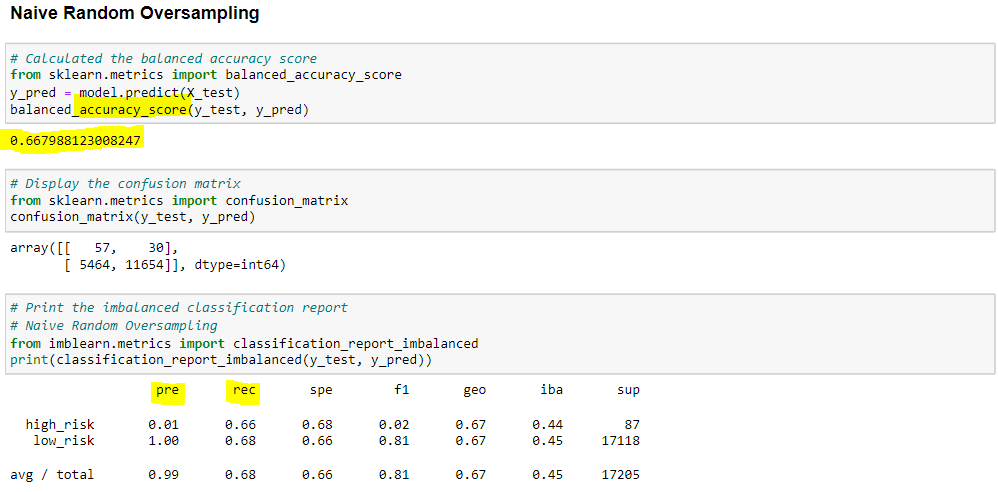 Naive Random Oversampling
# Calculated the balanced accuracy score
from sklearn.metrics import balanced_accuracy_score
y_pred = model.predict(X_test)
balanced_accuracy_score(y_test, y_pred)
0.667988123008247
# Display the confusion matrix
from sklearn.metrics import confusion_matrix
confusion_matrix(y_test, y_pred)
array([[   57,    30],
       [ 5464, 11654]], dtype=int64)
# Print the imbalanced classification report
# Naive Random Oversampling
from imblearn.metrics import classification_report_imbalanced
print(classification_report_imbalanced(y_test, y_pred))
                   pre       rec       spe        f1       geo       iba       sup
  high_risk       0.01      0.66      0.68      0.02      0.67      0.44        87
   low_risk       1.00      0.68      0.66      0.81      0.67      0.45     17118
avg / total       0.99      0.68      0.66      0.81      0.67      0.45     17205